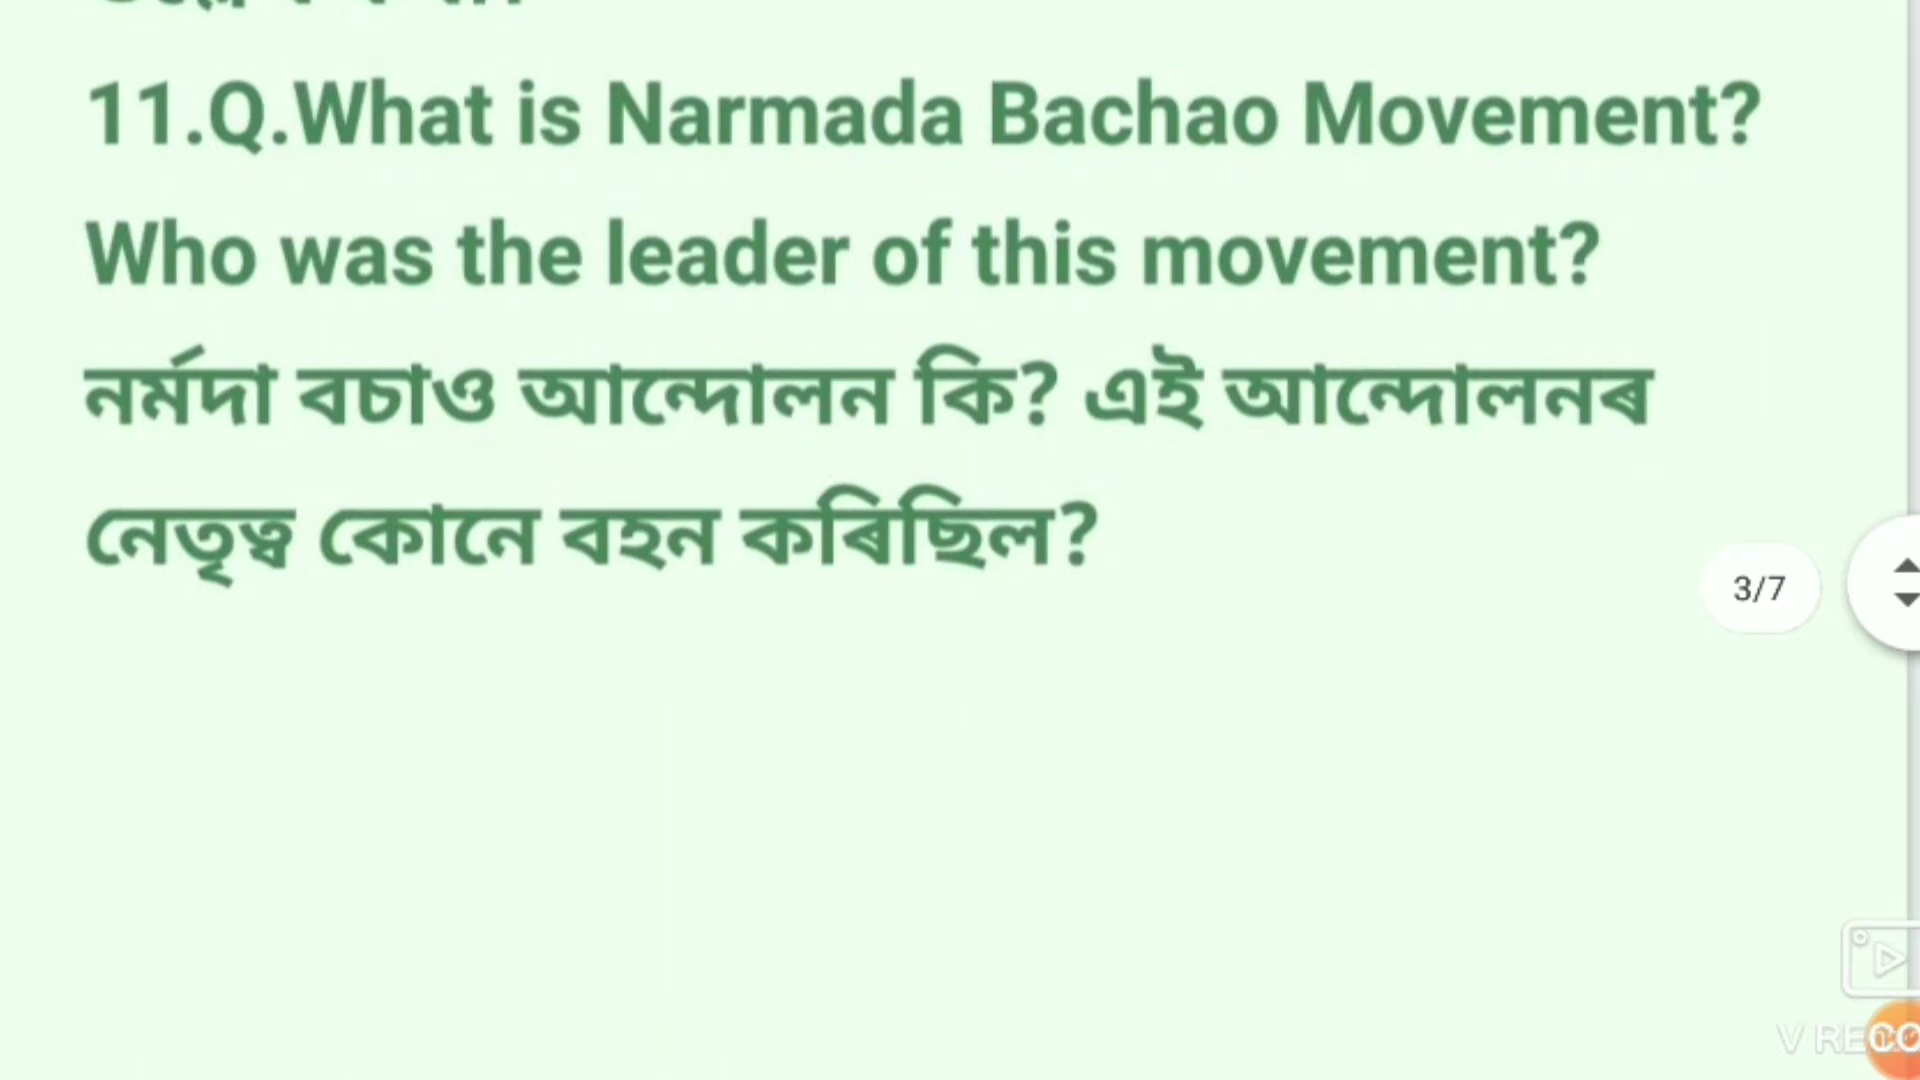 11.Q.What is Narmada Bachao Movement?
Who was the leader of this movement?
নৰ্মদা বচাও আন্দোলন কি? এই আন্দোলনৰ
নেতৃত্ব কোনে বহন কৰিছিল?
3/7
V RECO